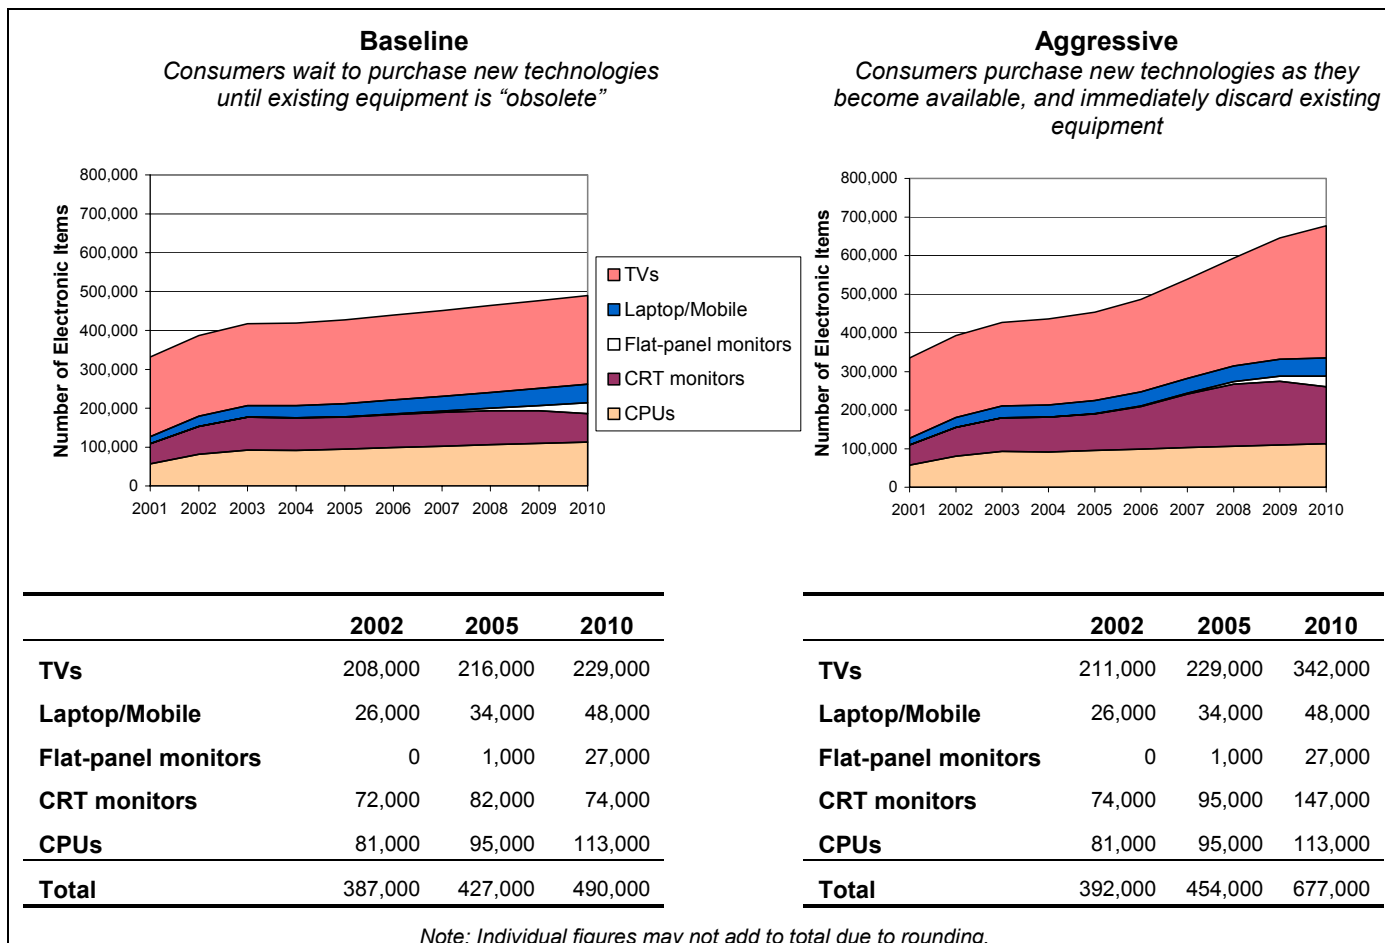 Baseline
Consumers wait to purchase new technologies
until existing equipment is “obsolete”
Aggressive
Consumers purchase new technologies as they
become available, and immediately discard existing
equipment
Number of Electronic Items
800,000
700,000
600,000
500,000
400,000
300,000
200,000
100,000
0
2001 2002 2003 2004 2005 2006 2007 2008 2009 2010
TVs
Laptop/Mobile
Flat-panel monitors
CRT monitors
CPUs
Number of Electronic Items
800,000
700,000
600,000
500,000
400,000
300,000
200,000
100,000
0
2001 2002 2003 2004 2005 2006 2007 2008 2009 2010
2002 2005 2010
TVs 208,000 216,000 229,000
Laptop/Mobile 26,000 34,000 48,000
Flat-panel monitors 0 1,000 27,000
CRT monitors 72,000 82,000 74,000
CPUs 81,000 95,000 113,000
Total 387,000 427,000 490,000
2002 2005 2010
TVs 211,000 229,000 342,000
Laptop/Mobile 26,000 34,000 48,000
Flat-panel monitors 0 1,000 27,000
CRT monitors 74,000 95,000 147,000
CPUs 81,000 95,000 113,000
Total 392,000 454,000 677,000
Note: Individual figures may not add to total due to rounding.